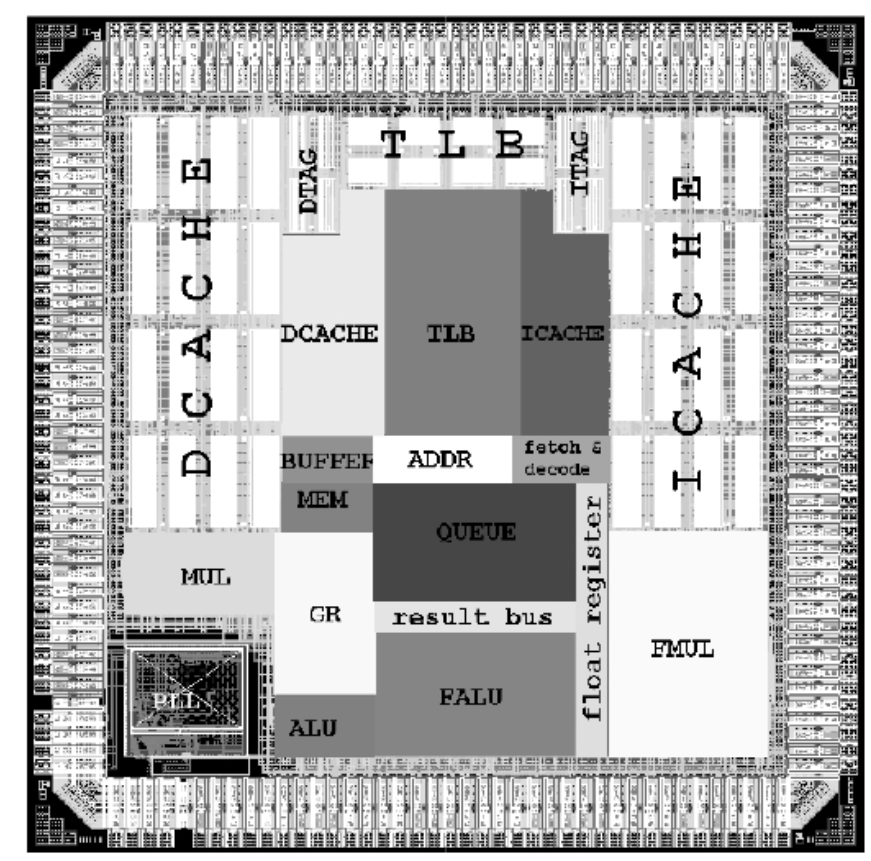 T L B
DTAG
ITAG
DCACHE
ICACHE
DCACHE
TLB
ICACHE
BUFFER
ADDR
fetch &
decode
MEM
QUEUE
MUL
GR
result bus
float register
FMUL
PLL
FALU
ALU